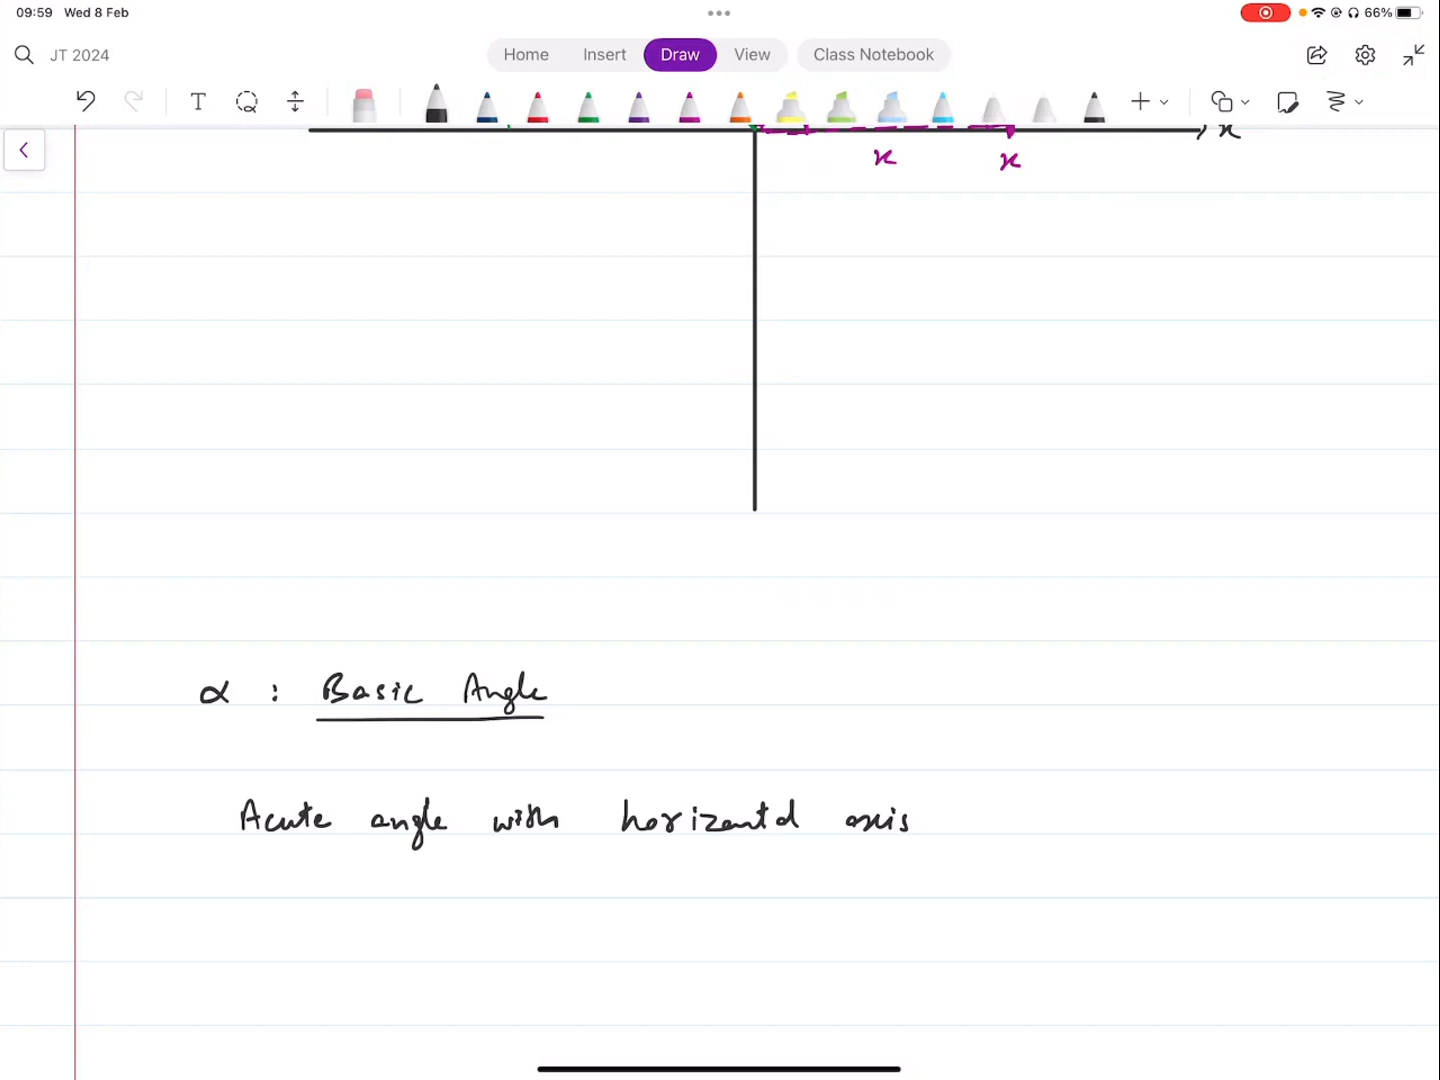 09:59 Wed 8 Feb
66%
JT 2024
Home Insert Draw View Class Notebook
T
x
x x
α : Basic Angle
Acute angle with horizontal axis